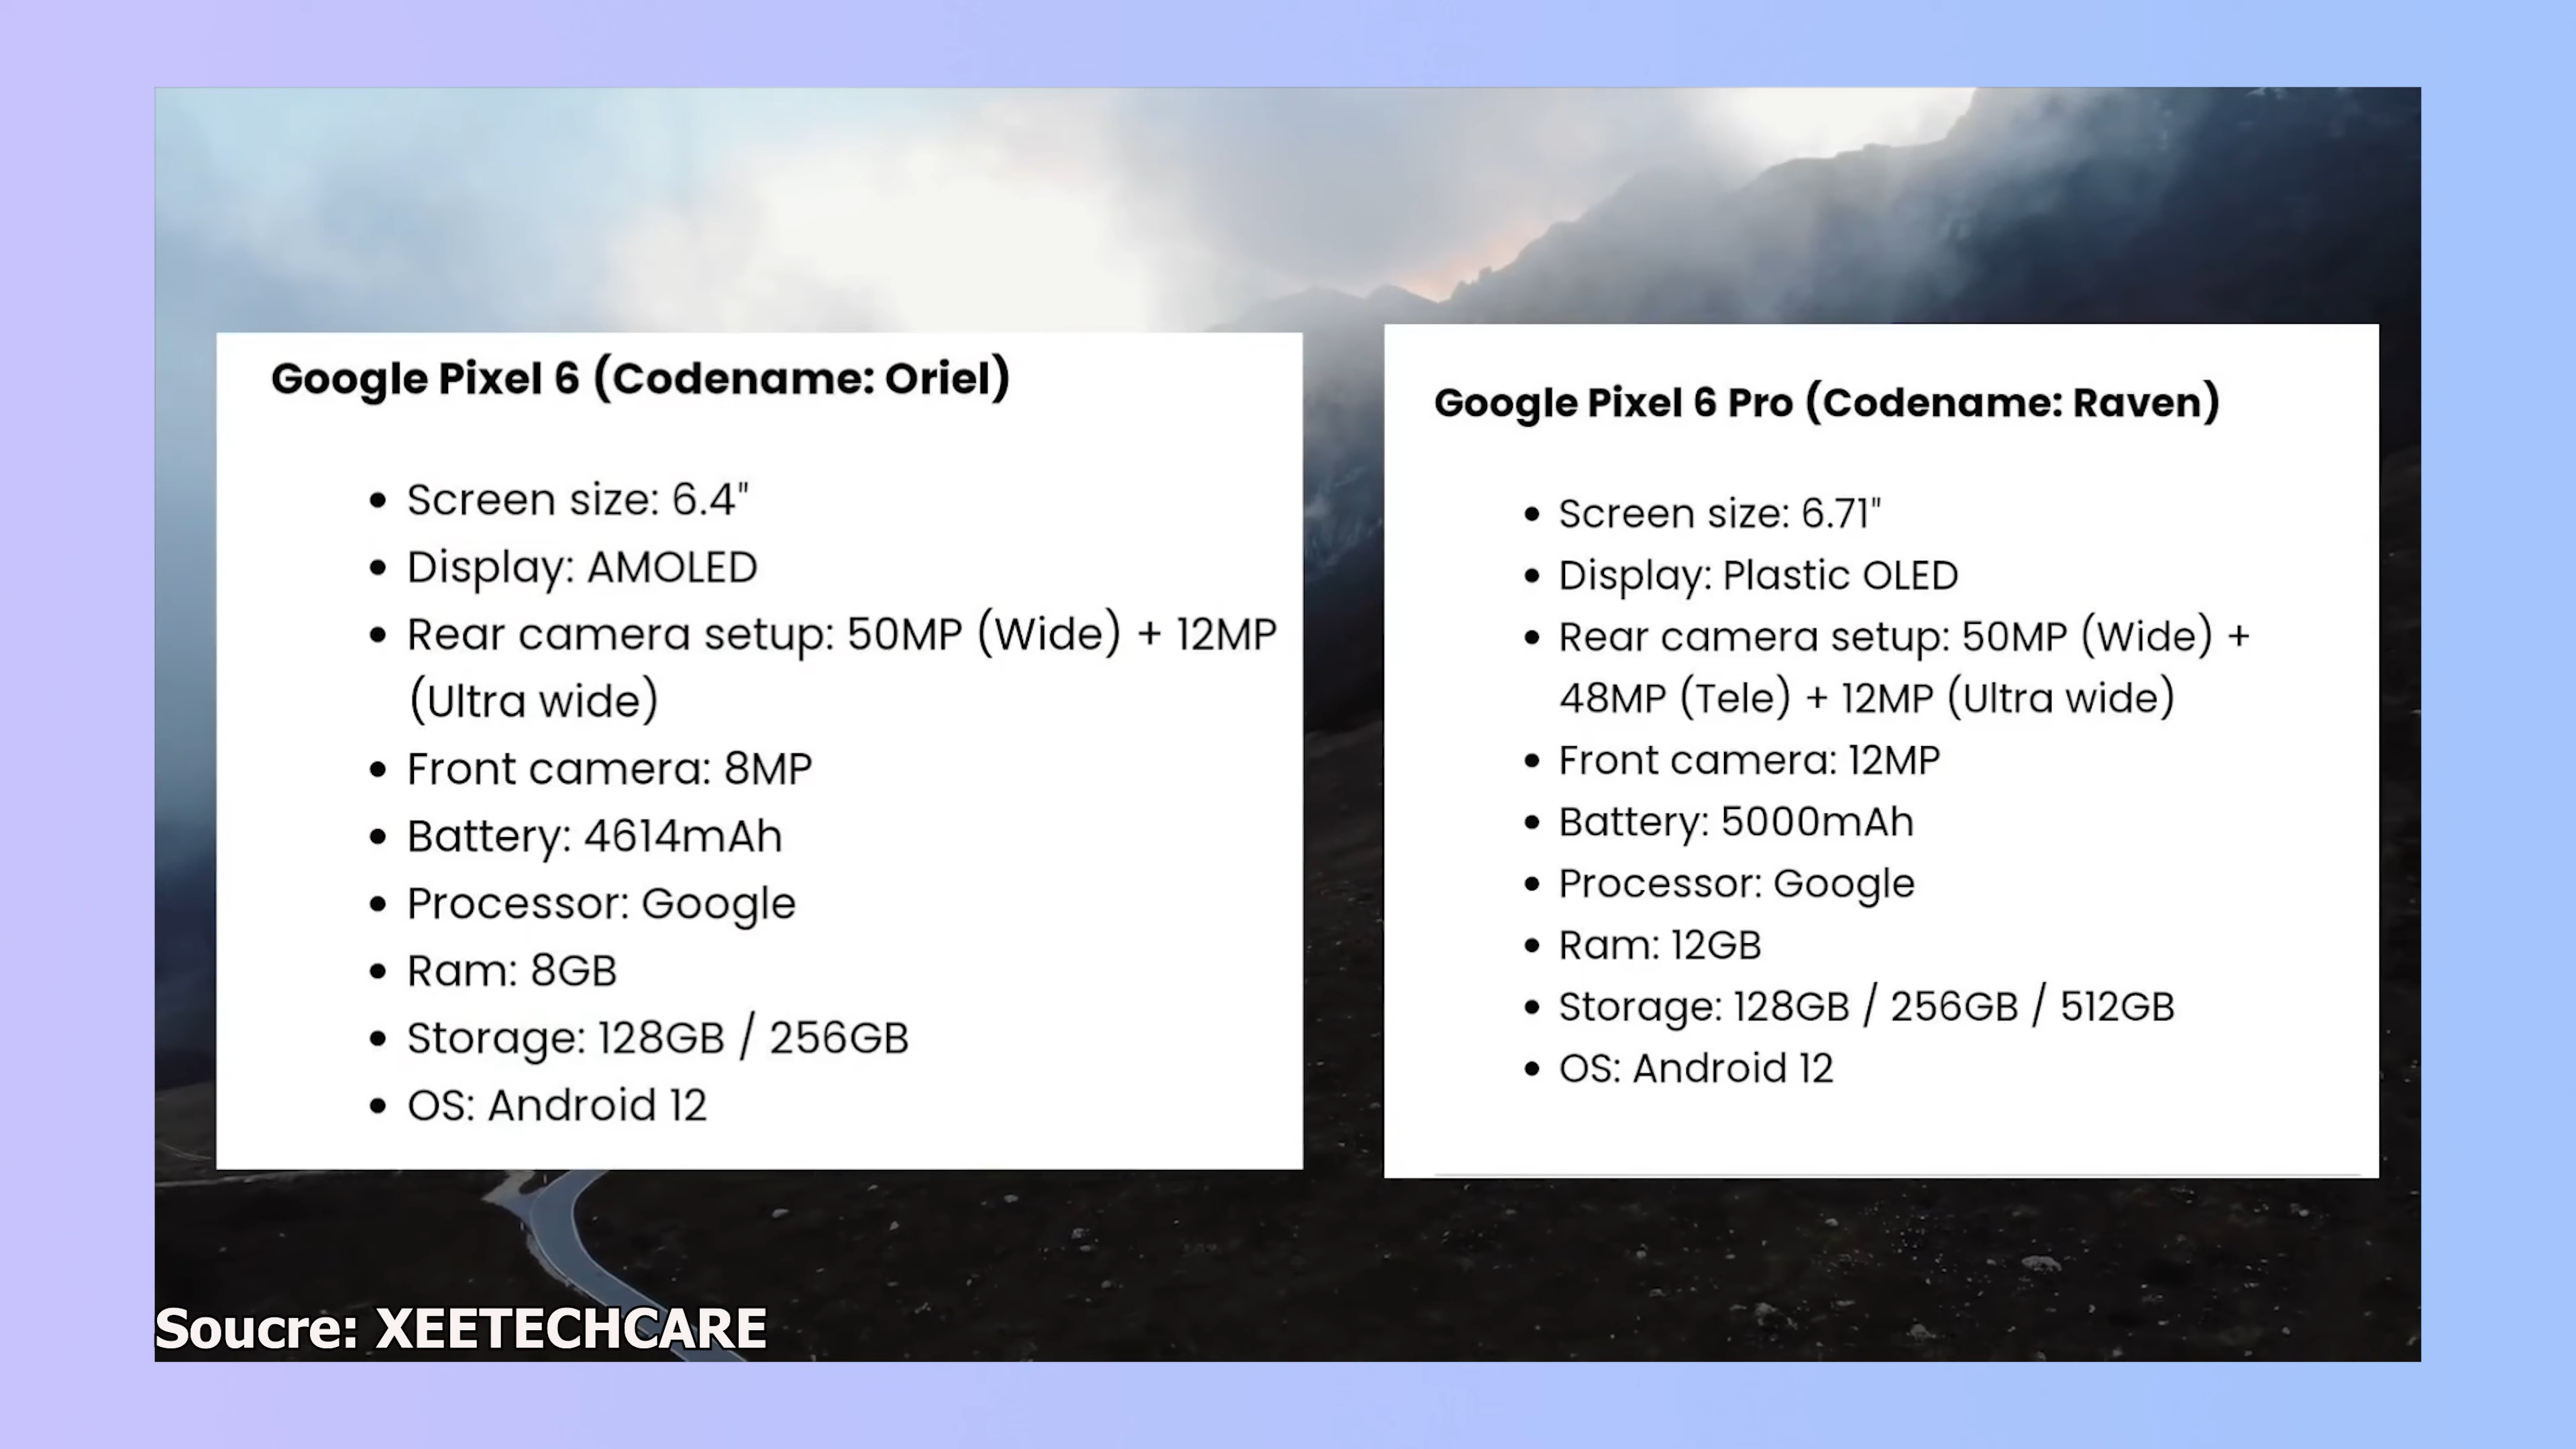 Google Pixel 6 (Codename: Oriel)
• Screen size: 6.4"
• Display: AMOLED
• Rear camera setup: 50MP (Wide) + 12MP
(Ultra wide)
• Front camera: 8MP
• Battery: 4614mAh
• Processor: Google
• Ram: 8GB
• Storage: 128GB / 256GB
• OS: Android 12
Google Pixel 6 Pro (Codename: Raven)
• Screen size: 6.71"
• Display: Plastic OLED
• Rear camera setup: 50MP (Wide) +
48MP (Tele) + 12MP (Ultra wide)
• Front camera: 12MP
• Battery: 5000mAh
• Processor: Google
• Ram: 12GB
• Storage: 128GB / 256GB / 512GB
• OS: Android 12
Soucre: XEETECHCARE